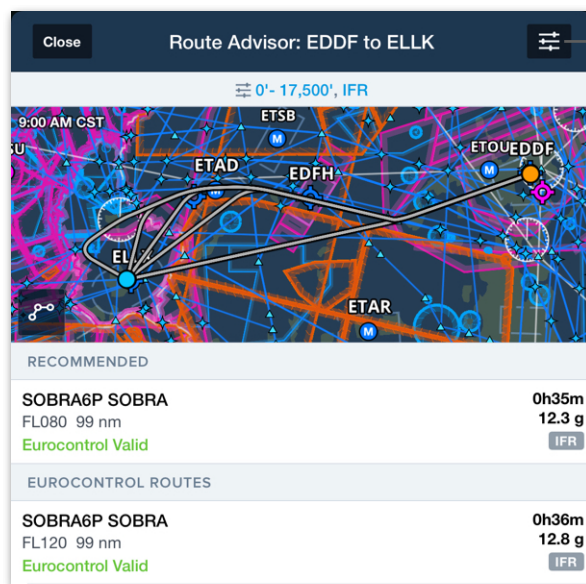 Close
Route Advisor: EDDF to ELLK
0'- 17,500', IFR
9:00 AM CST
ETSB
M
SU
ETOU
EDDF
M
ETAD
EDFH
M
ETAR
M
RECOMMENDED
SOBRA6P SOBRA
0h35m
FL080 99 nm
12.3 g
Eurocontrol Valid
IFR
EUROCONTROL ROUTES
SOBRA6P SOBRA
0h36m
FL120 99 nm
12.8 g
Eurocontrol Valid
IFR